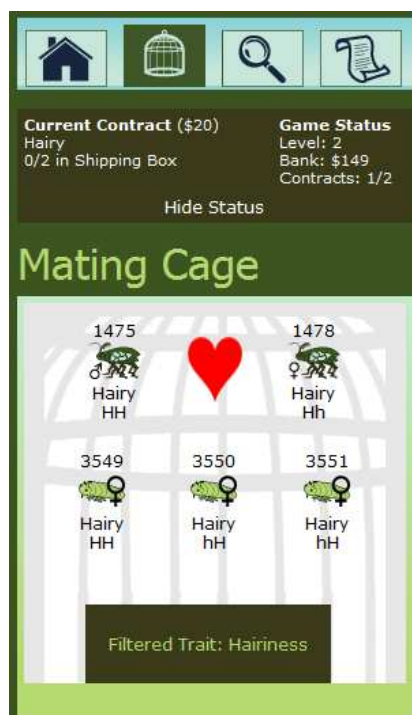 Current Contract ($20)
Hairy
0/2 in Shipping Box
Game Status
Level: 2
Bank: $149
Contracts: 1/2
Hide Status
Mating Cage
1475
♂
Hairy
HH
1478
♀
Hairy
Hh
3549
♀
Hairy
HH
3550
♀
Hairy
hH
3551
♀
Hairy
hH
Filtered Trait: Hairiness